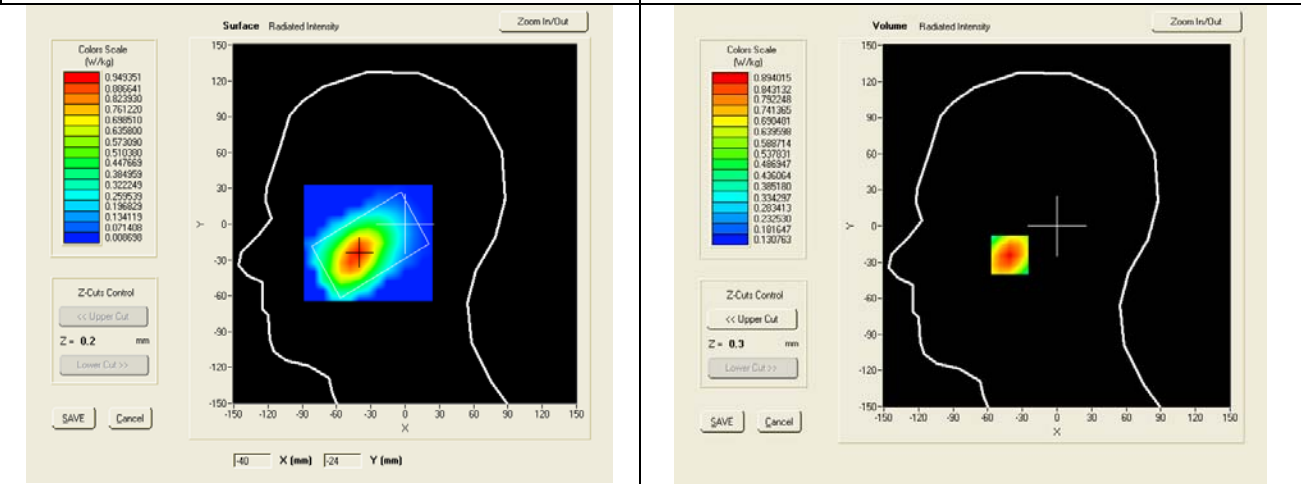 Surface Radiated Intensity
Zoom In/Out
Colors Scale
(W/kg)
0.949351
0.886641
0.823930
0.761220
0.698510
0.635800
0.573090
0.510380
0.447669
0.384959
0.322249
0.259539
0.196829
0.134119
0.071408
0.008698
Z-Cuts Control
<< Upper Cut
Z = 0.2 mm
Lower Cut >>
SAVE Cancel
150
120
90
60
30
0
-30
-60
-90
-120
-150
Y
-150 -120 -90 -60 -30 0 30 60 90 120 150
X
-40 X (mm) -24 Y (mm)
Volume Radiated Intensity
Zoom In/Out
Colors Scale
(W/kg)
0.894015
0.843132
0.792248
0.741365
0.690481
0.639598
0.588714
0.537831
0.486947
0.436064
0.385180
0.334297
0.283413
0.232530
0.181647
0.130763
Z-Cuts Control
<< Upper Cut
Z = 0.3 mm
Lower Cut >>
SAVE Cancel
150
120
90
60
30
0
-30
-60
-90
-120
-150
Y
-150 -120 -90 -60 -30 0 30 60 90 120 150
X